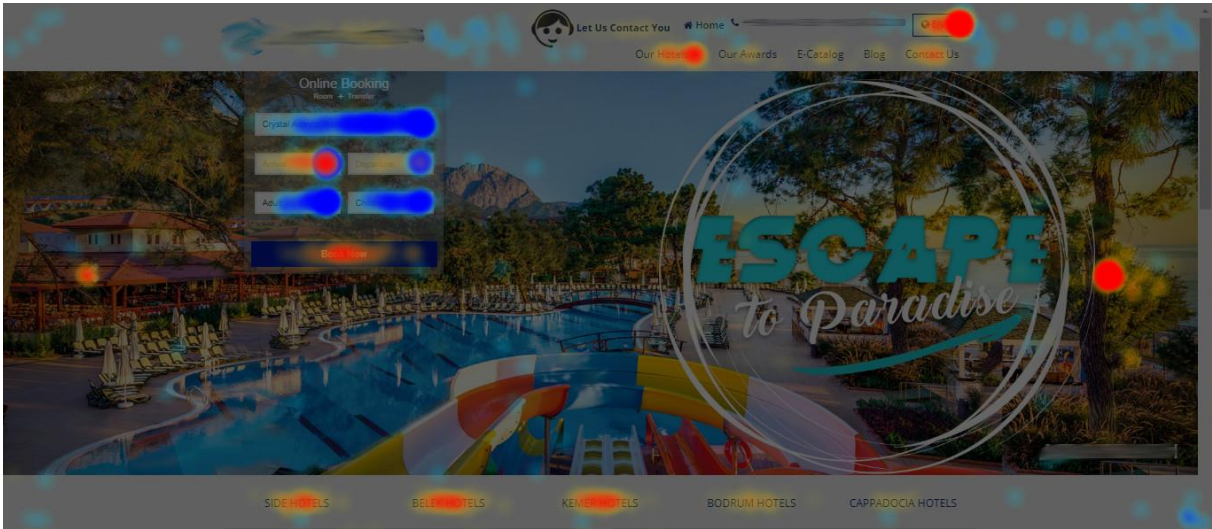 Let Us Contact You
Home
Our Hotels
Our Awards
E-Catalog
Blog
Contact Us
Online Booking
Room + Transfer
Crystal
Book Now
ESCAPE
to Paradise
SIDE HOTELS
BELEK HOTELS
KEMER HOTELS
BODRUM HOTELS
CAPPADOCIA HOTELS